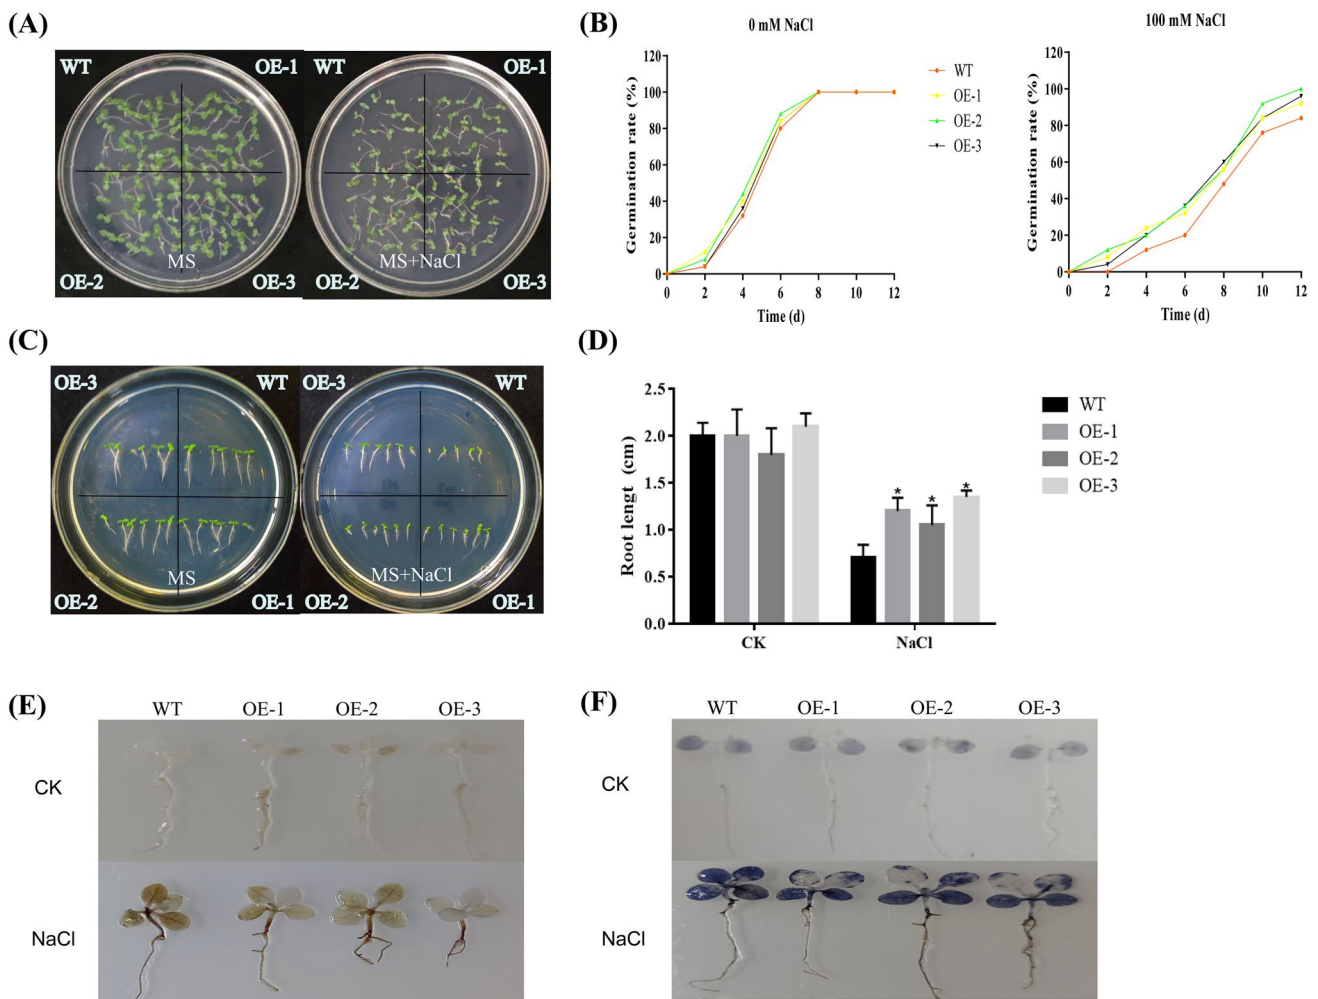 (A)
WT OE-1 WT OE-1
MS MS+NaCl
OE-2 OE-3 OE-2 OE-3
(B)
0 mM NaCl
120
100
80
60
40
20
0
0 2 4 6 8 10 12
Germination rate (%)
Time (d)
WT
OE-1
OE-2
OE-3
100 mM NaCl
120
100
80
60
40
20
0
0 2 4 6 8 10 12
Germination rate (%)
Time (d)
(C)
OE-3 WT OE-3 WT
MS MS+NaCl
OE-2 OE-1 OE-2 OE-1
(D)
2.5
2.0
1.5
1.0
0.5
0.0
Root lengt (cm)
* * *
CK NaCl
WT
OE-1
OE-2
OE-3
(E)
WT OE-1 OE-2 OE-3
CK
NaCl
(F)
WT OE-1 OE-2 OE-3
CK
NaCl